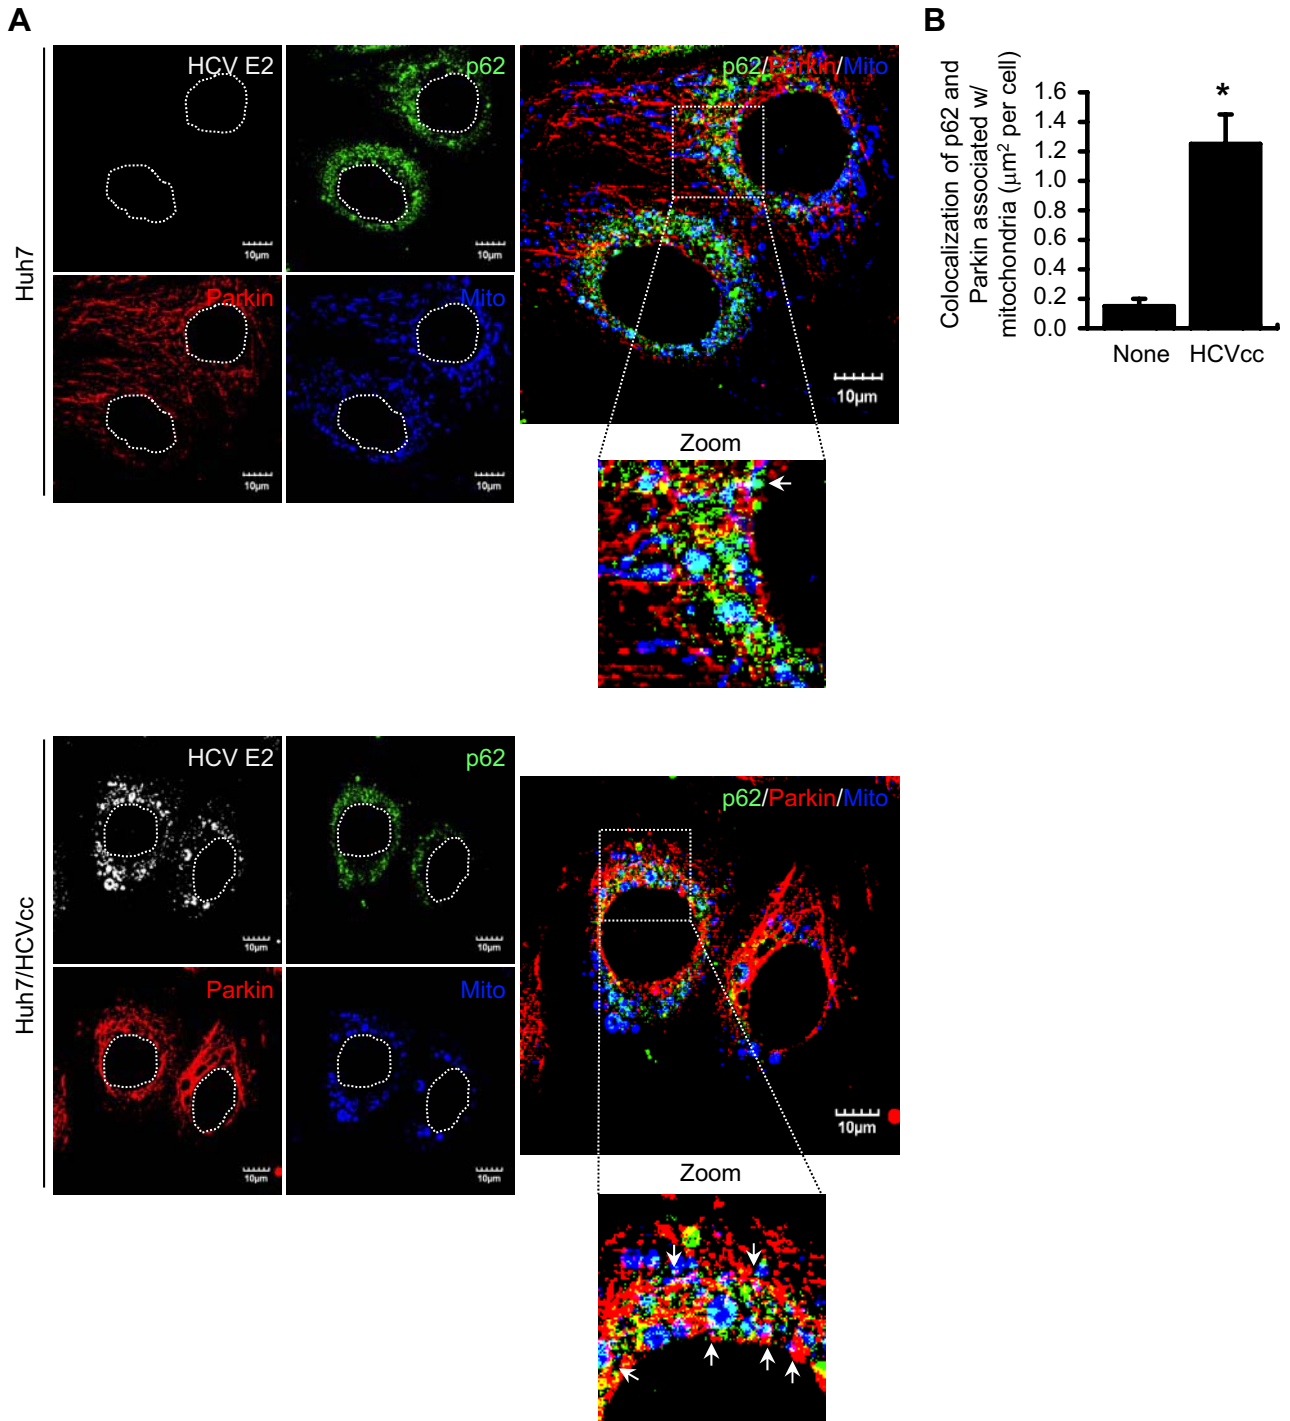 A
Huh7
HCV E2
10µm
p62
10µm
Parkin
10µm
Mito
10µm
p62/Parkin/Mito
10µm
Zoom
Huh7/HCVcc
HCV E2
10µm
p62
10µm
Parkin
10µm
Mito
10µm
p62/Parkin/Mito
10µm
Zoom
B
Colocalization of p62 and
Parkin associated w/
mitochondria (µm² per cell)
1.6
1.4
1.2
1.0
0.8
0.6
0.4
0.2
0.0
*
None
HCVcc